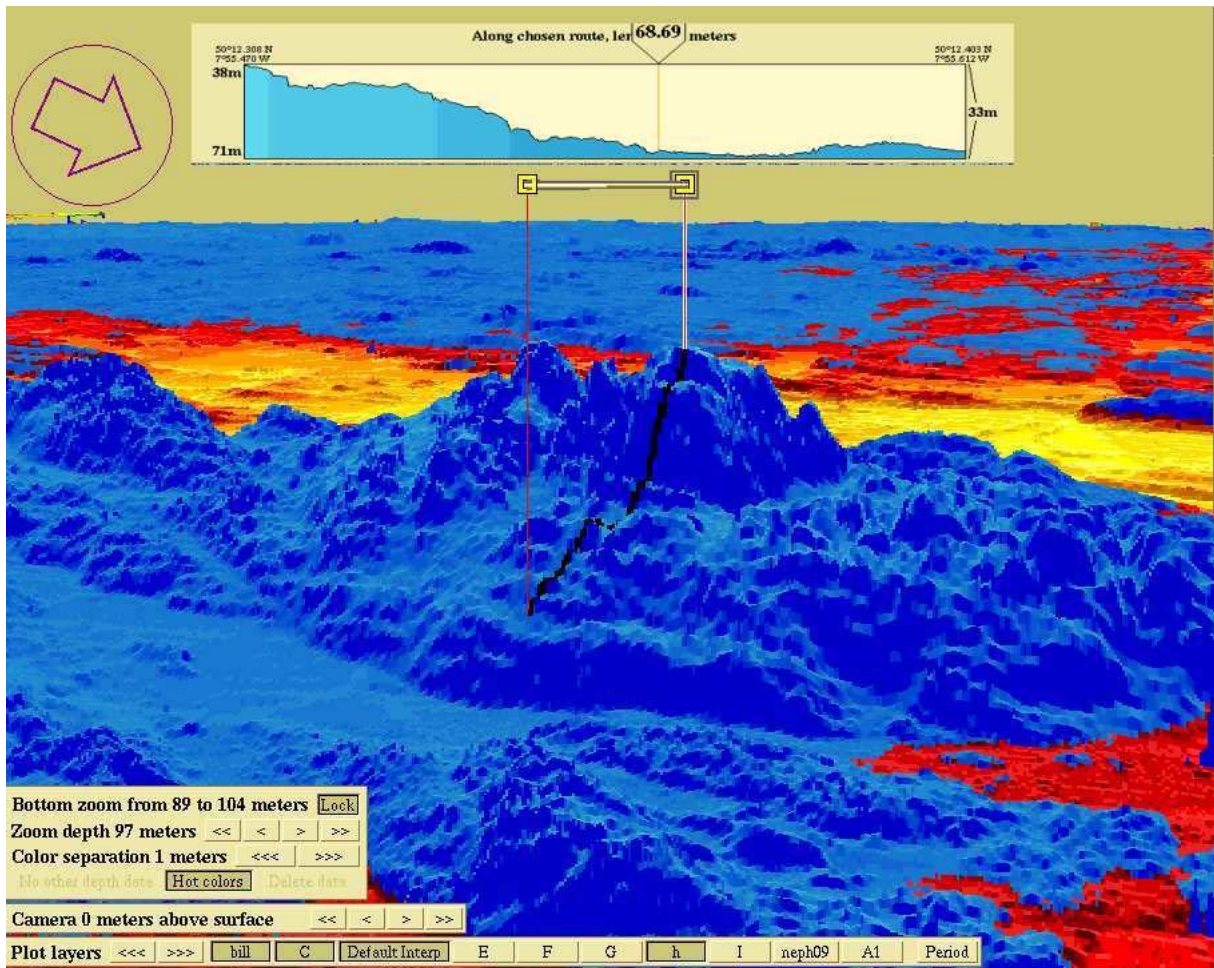 Along chosen route, ler 68.69 meters
50°12.308 N
7°55.470 W
50°12.403 N
7°55.612 W
38m
33m
71m
Bottom zoom from 89 to 104 meters Lock
Zoom depth 97 meters << < > >>
Color separation 1 meters <<< >>>
No other depth data Hot colors Delete data
Camera 0 meters above surface << < > >>
Plot layers <<< >>> bill C Default Interp E F G h I neph09 A1 Period